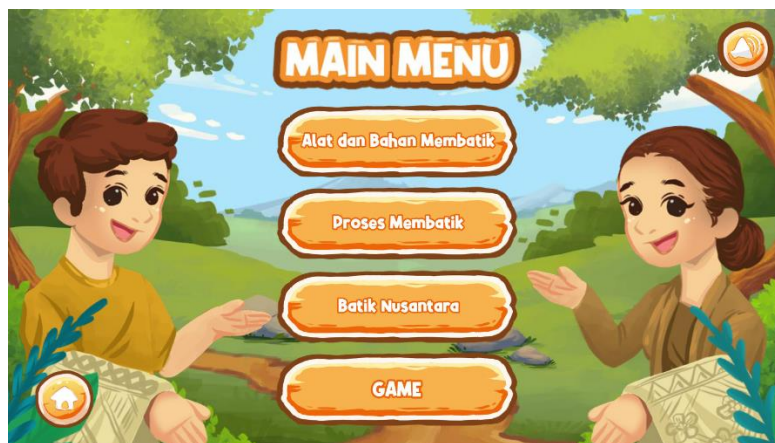 MAIN MENU
Alat dan Bahan Membatik
Proses Membatik
Batik Nusantara
GAME